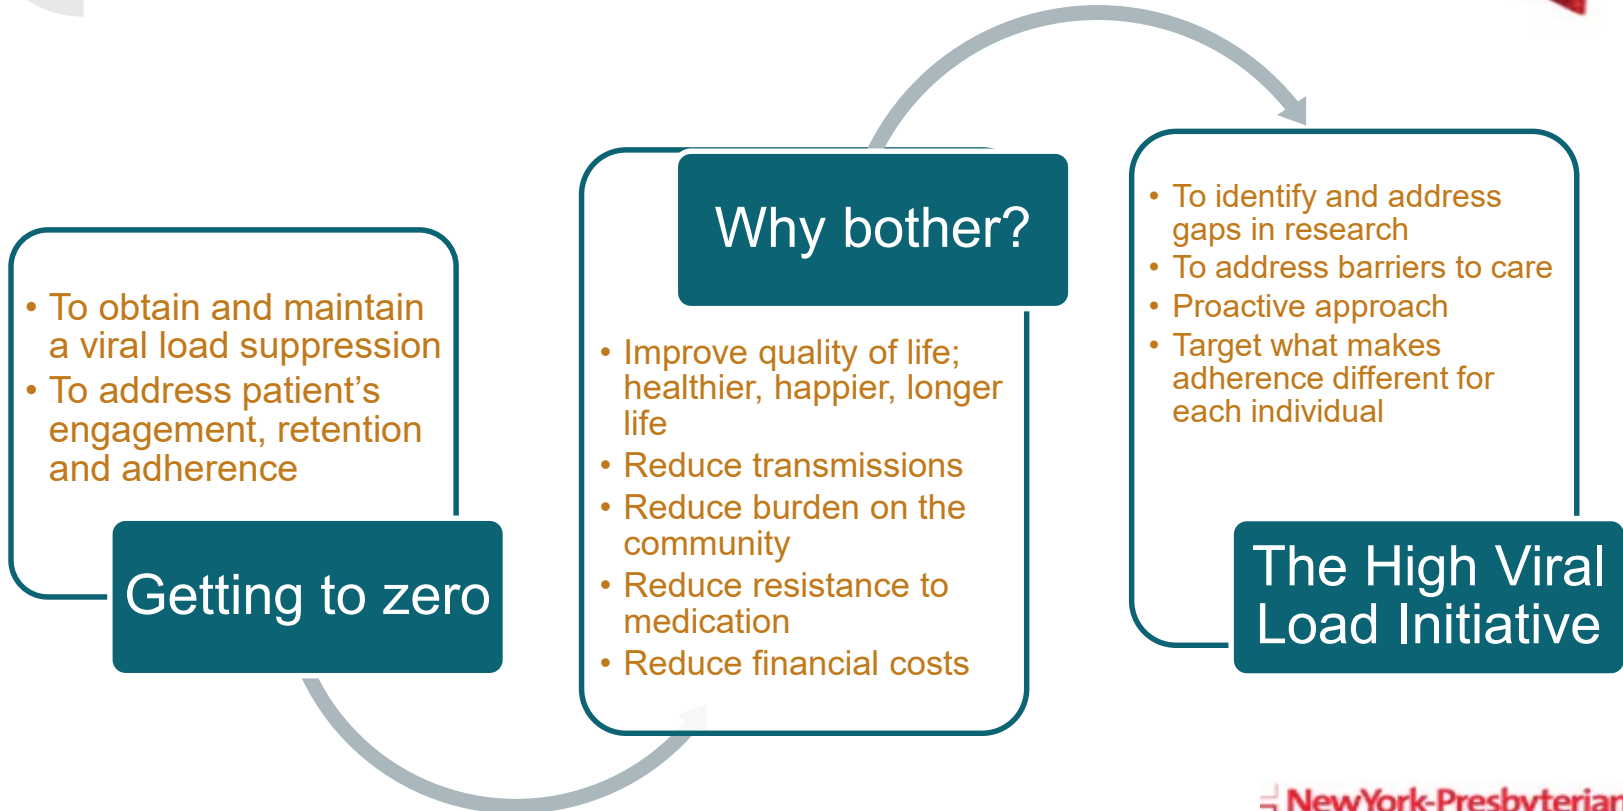 • To obtain and maintain
a viral load suppression
• To address patient’s
engagement, retention
and adherence
Getting to zero
Why bother?
• Improve quality of life;
healthier, happier, longer
life
• Reduce transmissions
• Reduce burden on the
community
• Reduce resistance to
medication
• Reduce financial costs
• To identify and address
gaps in research
• To address barriers to care
• Proactive approach
• Target what makes
adherence different for
each individual
The High Viral
Load Initiative
NewYork-Presbyterian